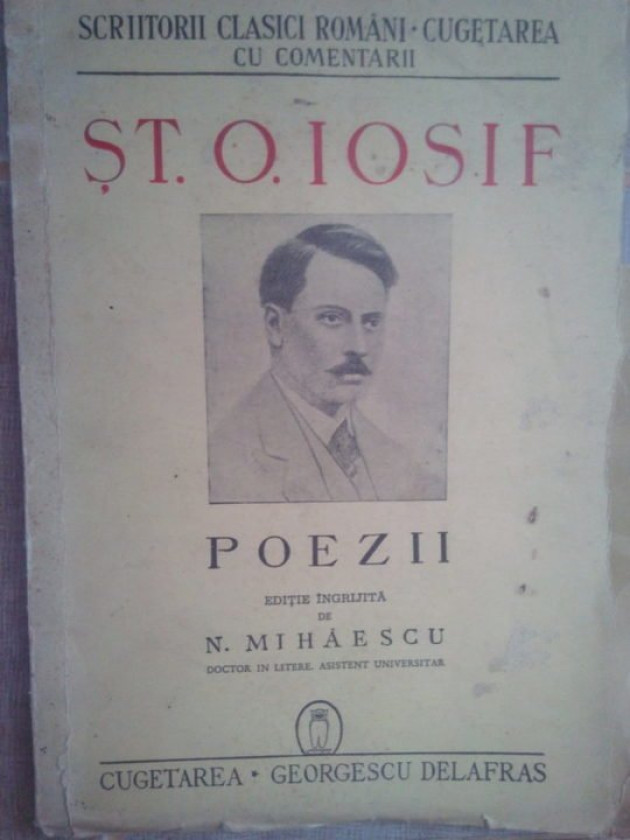 SCRIITORII CLASICI ROMÂNI • CUGETAREA
CU COMENTARII
ȘT. O. IOSIF
POEZII
EDIȚIE ÎNGRIJITĂ
DE
N. MIHĂESCU
DOCTOR IN LITERE. ASISTENT UNIVERSITAR
CUGETAREA • GEORGESCU DELAFRAS